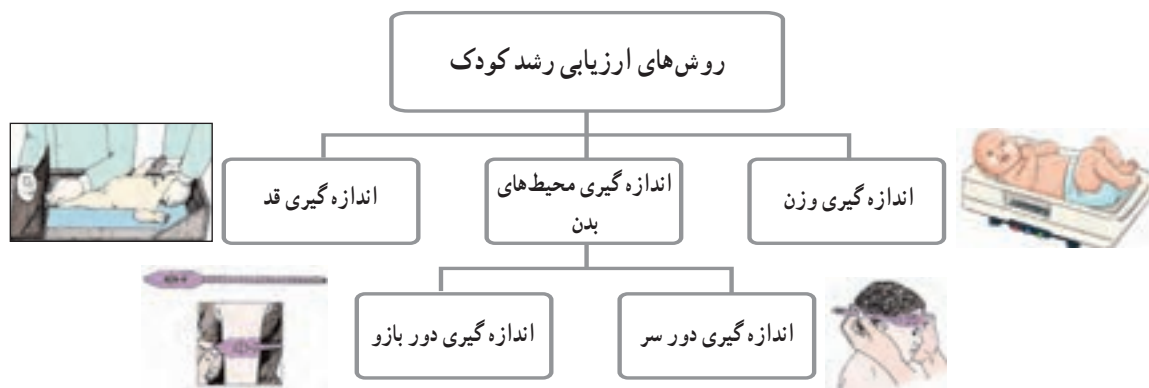 روش‌های ارزیابی رشد کودک
اندازه گیری وزن
اندازه گیری محیط‌های
بدن
اندازه گیری قد
اندازه گیری دور سر
اندازه گیری دور بازو